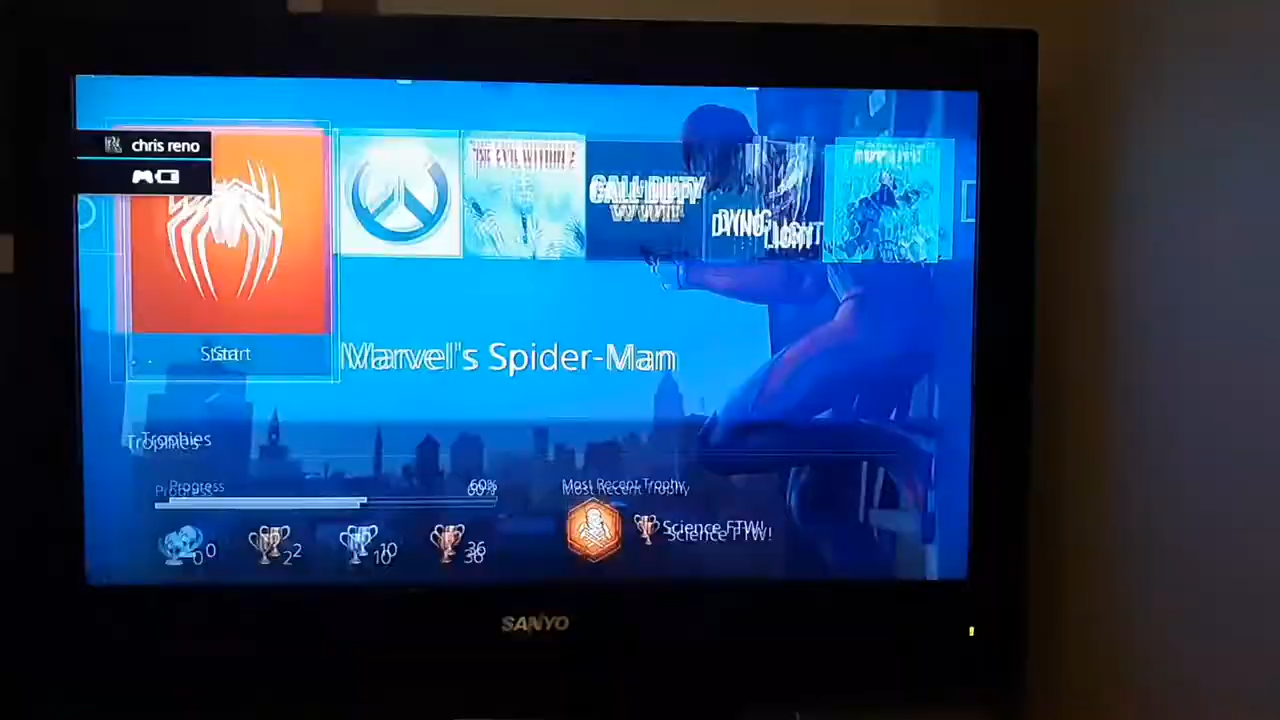 chris reno
THE EVIL WITHIN 2
CALL OF DUTY
WWII
DYING
LIGHT
Start
Marvel's Spider-Man
Trophies
Progress
60%
Most Recent Trophy
Science FTW!
0
2
10
36
SANYO